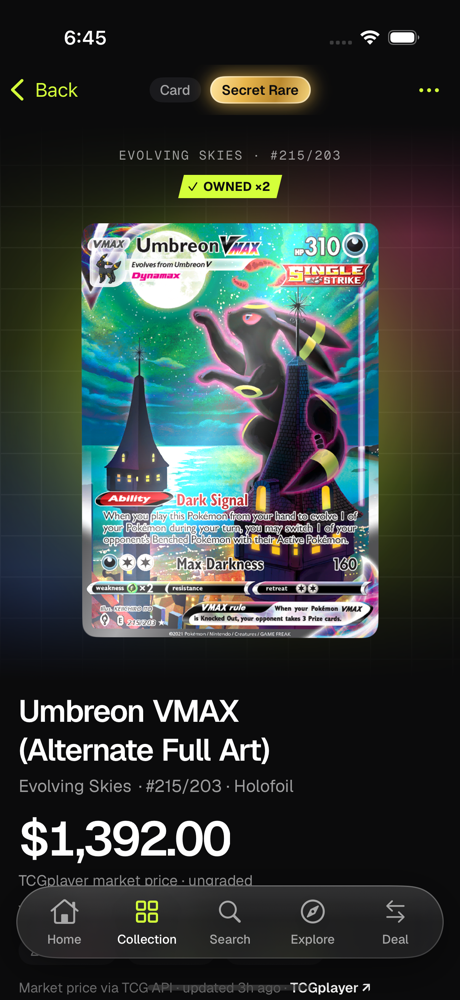 6:45
Back
Card
Secret Rare
EVOLVING SKIES · #215/203
✓ OWNED ×2
VMAX
Umbreon VMAX
HP 310
Evolves from Umbreon V
Dynamax
SINGLE STRIKE
Ability Dark Signal
When you play this Pokémon from your hand to evolve 1 of
your Pokémon during your turn, you may switch 1 of your
opponent's Benched Pokémon with their Active Pokémon.
Max Darkness 160
weakness ×2 resistance retreat
VMAX rule When your Pokémon VMAX
is Knocked Out, your opponent takes 3 Prize cards.
E 215/203
©2021 Pokémon / Nintendo / Creatures / GAME FREAK
Umbreon VMAX
(Alternate Full Art)
Evolving Skies · #215/203 · Holofoil
$1,392.00
TCGplayer market price · ungraded
Home
Collection
Search
Explore
Deal
Market price via TCG API · updated 3h ago · TCGplayer ↗